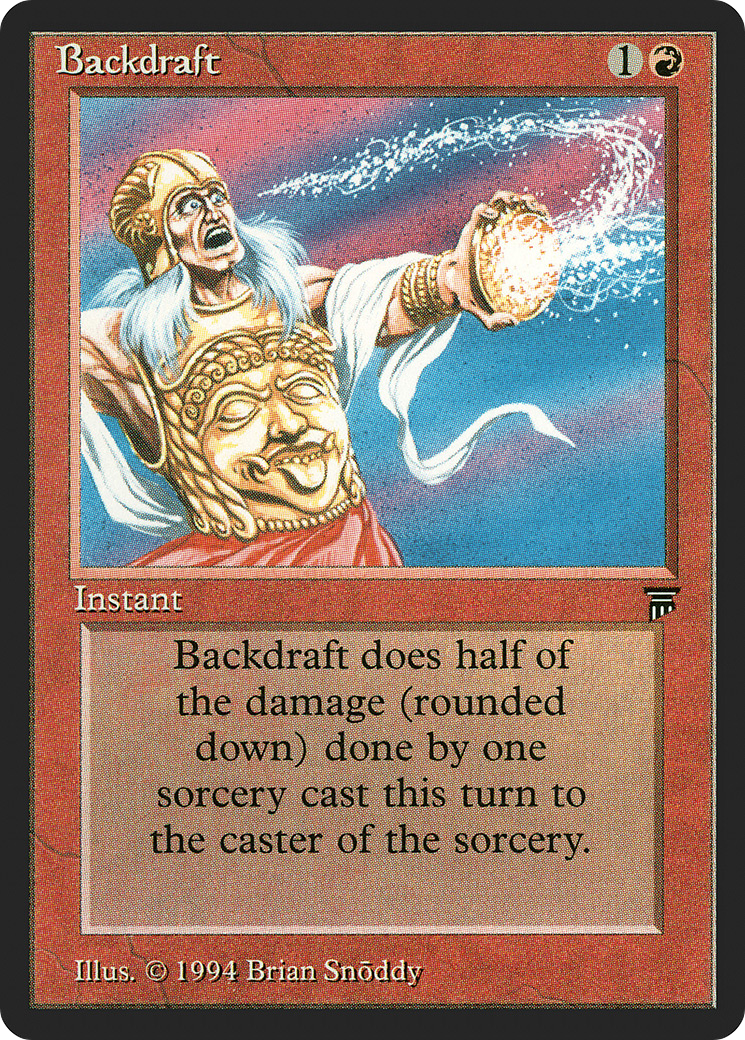 Backdraft 1
Instant
Backdraft does half of
the damage (rounded
down) done by one
sorcery cast this turn to
the caster of the sorcery.
Illus. © 1994 Brian Snōddy